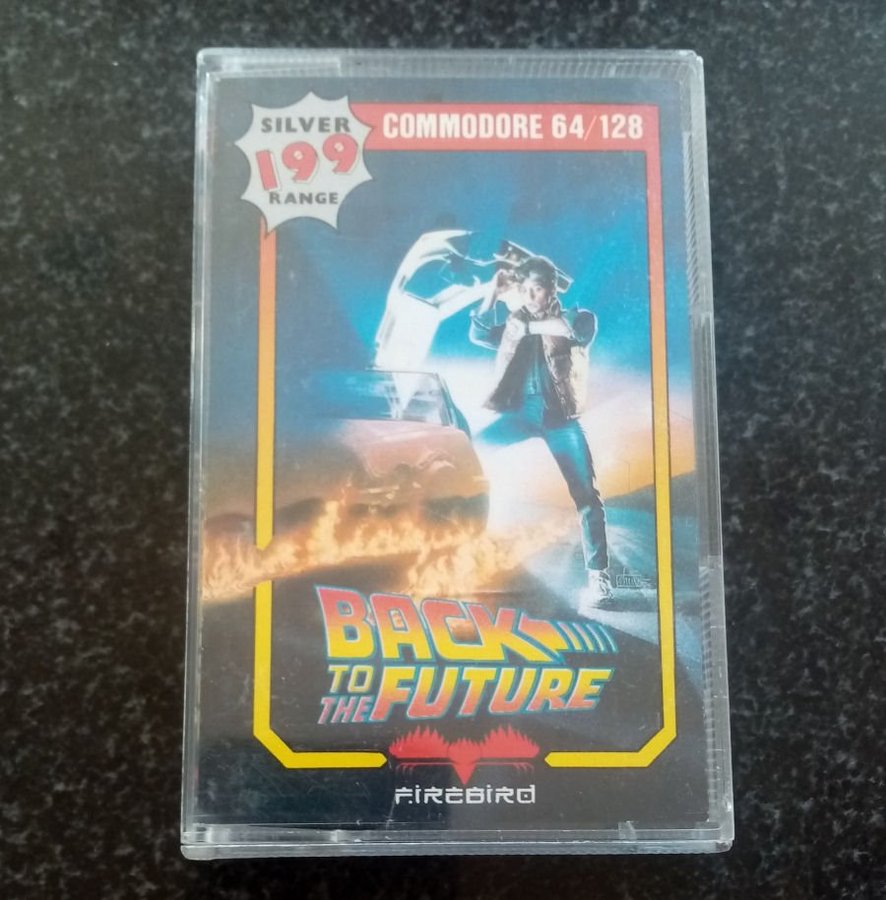 SILVER
199
RANGE
COMMODORE 64/128
BACK
TO THE FUTURE
FIREBIRD